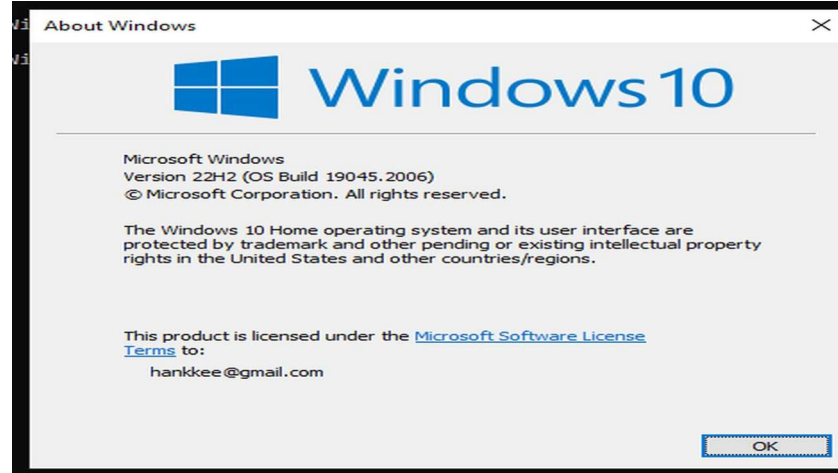 About Windows
Windows 10
Microsoft Windows
Version 22H2 (OS Build 19045.2006)
© Microsoft Corporation. All rights reserved.
The Windows 10 Home operating system and its user interface are
protected by trademark and other pending or existing intellectual property
rights in the United States and other countries/regions.
This product is licensed under the Microsoft Software License
Terms to:
hankkee@gmail.com
OK